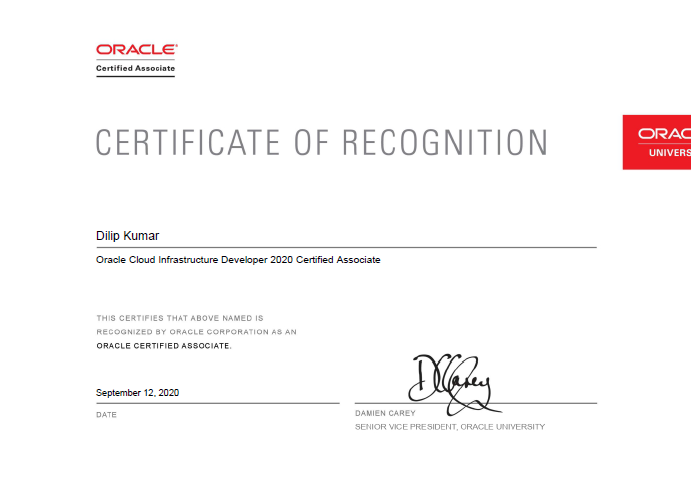 ORACLE
Certified Associate
CERTIFICATE OF RECOGNITION
ORAC
UNIVERS
Dilip Kumar
Oracle Cloud Infrastructure Developer 2020 Certified Associate
THIS CERTIFIES THAT ABOVE NAMED IS
RECOGNIZED BY ORACLE CORPORATION AS AN
ORACLE CERTIFIED ASSOCIATE.
DCarey
September 12, 2020
DATE
DAMIEN CAREY
SENIOR VICE PRESIDENT, ORACLE UNIVERSITY